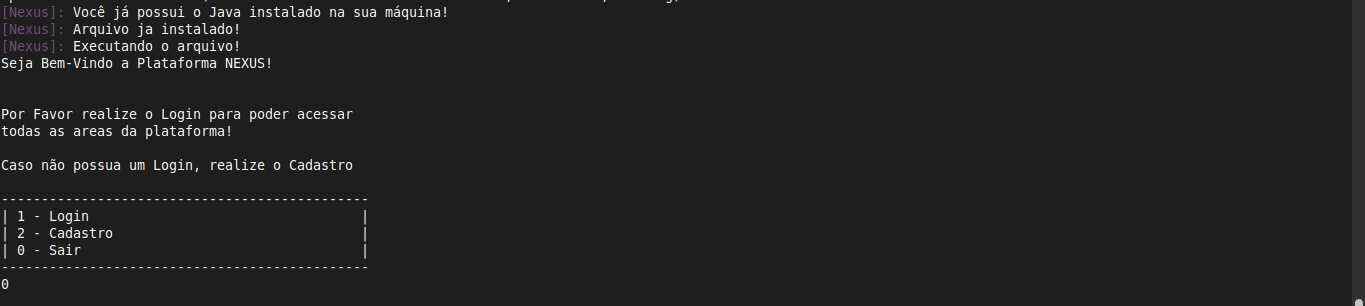 [Nexus]: Você já possui o Java instalado na sua máquina!
[Nexus]: Arquivo ja instalado!
[Nexus]: Executando o arquivo!
Seja Bem-Vindo a Plataforma NEXUS!
Por Favor realize o Login para poder acessar
todas as areas da plataforma!
Caso não possua um Login, realize o Cadastro
----------------------------------------------
| 1 - Login                                  |
| 2 - Cadastro                               |
| 0 - Sair                                   |
----------------------------------------------
0